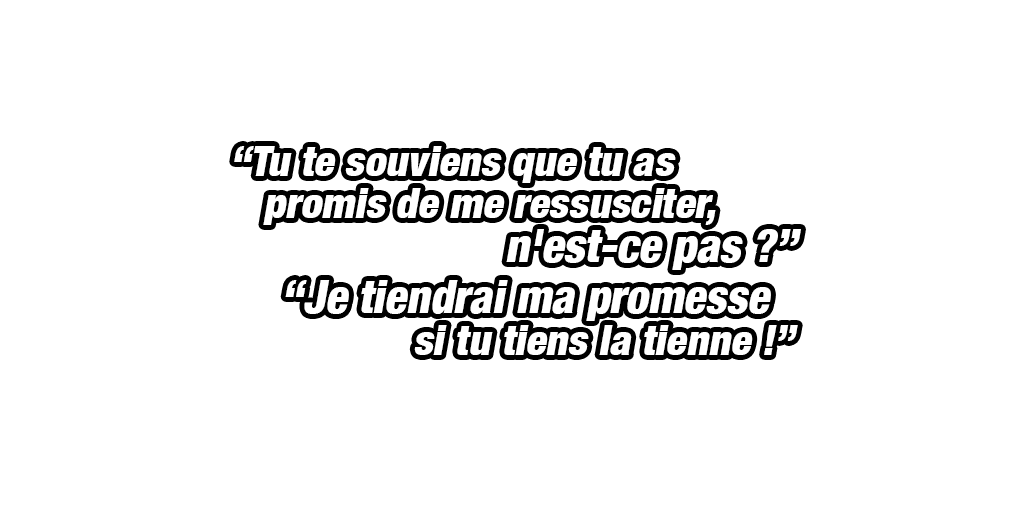 “Tu te souviens que tu as
promis de me ressusciter,
n'est-ce pas ?”
“Je tiendrai ma promesse
si tu tiens la tienne !”